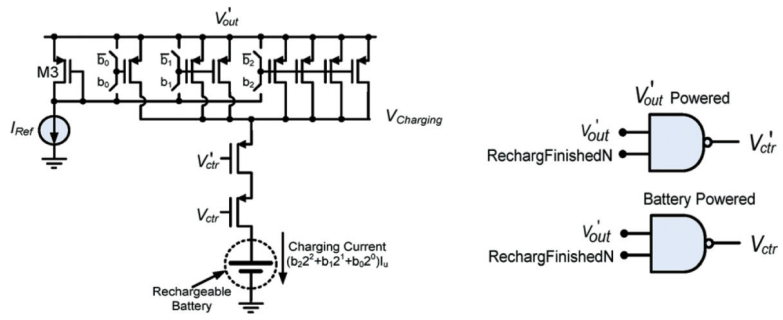 V'out
M3
b̅0
b0
b̅1
b1
b̅2
b2
IRef
VCharging
V'ctr
Vctr
Charging Current
(b₂2²+b₁2¹+b₀2⁰)Iᵤ
Rechargeable
Battery
V'out Powered
V'out
RechargFinishedN
V'ctr
Battery Powered
V'out
RechargFinishedN
Vctr